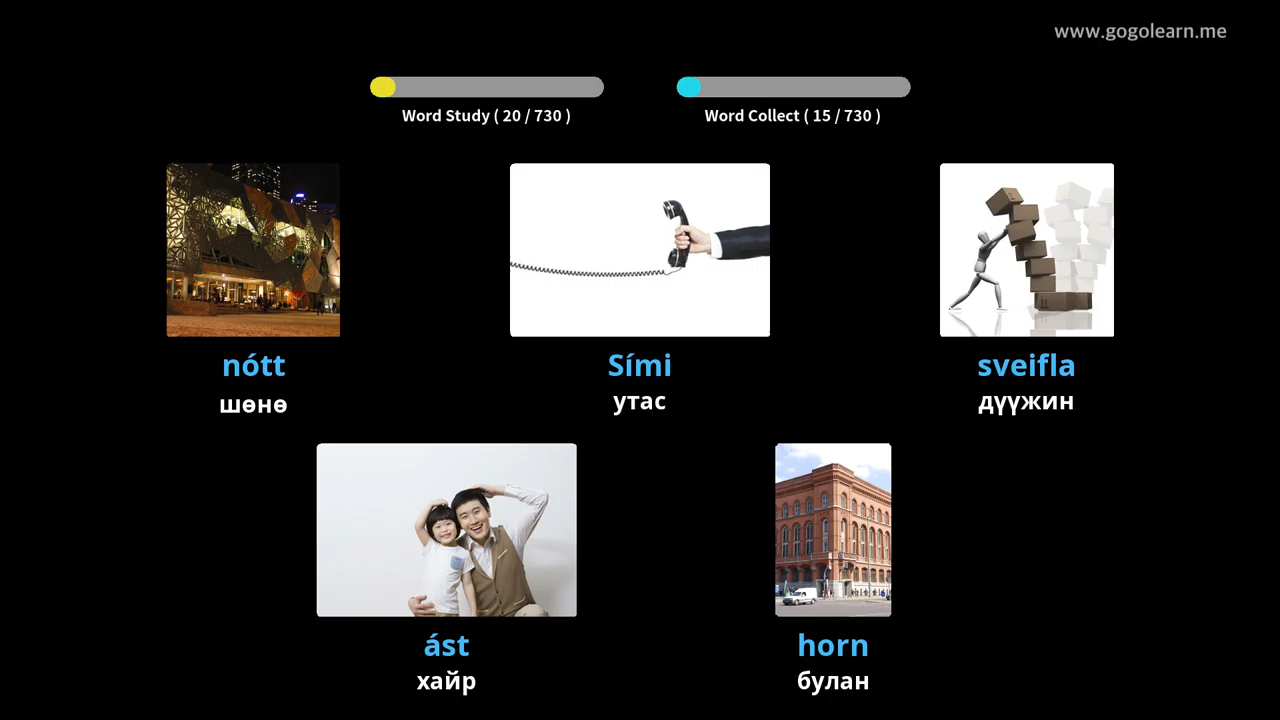 www.gogolearn.me
Word Study ( 20 / 730 )
Word Collect ( 15 / 730 )
nótt
шөнө
Sími
утас
sveifla
дүүжин
ást
хайр
horn
булан